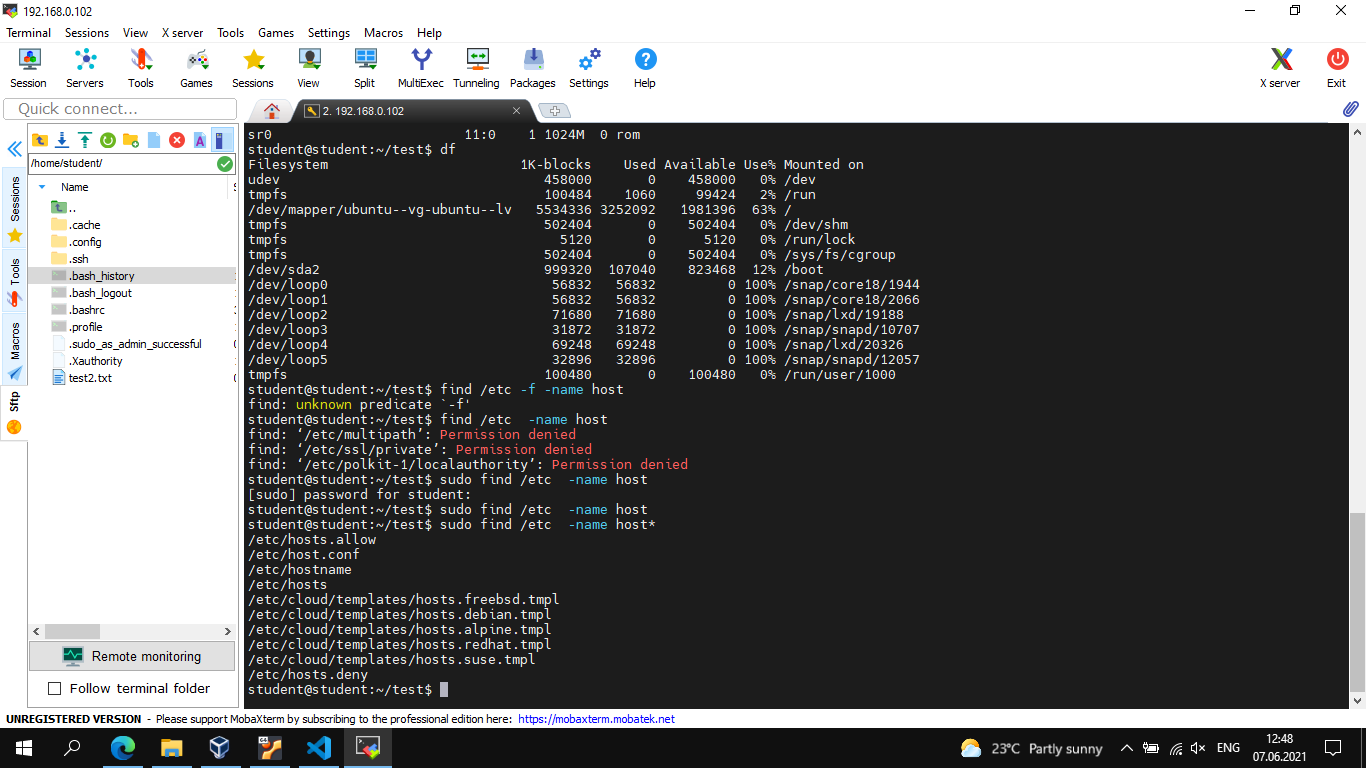 192.168.0.102
Terminal Sessions View X server Tools Games Settings Macros Help
Session Servers Tools Games Sessions View Split MultiExec Tunneling Packages Settings Help X server Exit
Quick connect...
2. 192.168.0.102
/home/student/
Name
..
.cache
.config
.ssh
.bash_history
.bash_logout
.bashrc
.profile
.sudo_as_admin_successful
.Xauthority
test2.txt
Sessions
Tools
Macros
Sftp
Remote monitoring
Follow terminal folder
sr0 11:0 1 1024M 0 rom
student@student:~/test$ df
Filesystem 1K-blocks Used Available Use% Mounted on
udev 458000 0 458000 0% /dev
tmpfs 100484 1060 99424 2% /run
/dev/mapper/ubuntu--vg-ubuntu--lv 5534336 3252092 1981396 63% /
tmpfs 502404 0 502404 0% /dev/shm
tmpfs 5120 0 5120 0% /run/lock
tmpfs 502404 0 502404 0% /sys/fs/cgroup
/dev/sda2 999320 107040 823468 12% /boot
/dev/loop0 56832 56832 0 100% /snap/core18/1944
/dev/loop1 56832 56832 0 100% /snap/core18/2066
/dev/loop2 71680 71680 0 100% /snap/lxd/19188
/dev/loop3 31872 31872 0 100% /snap/snapd/10707
/dev/loop4 69248 69248 0 100% /snap/lxd/20326
/dev/loop5 32896 32896 0 100% /snap/snapd/12057
tmpfs 100480 0 100480 0% /run/user/1000
student@student:~/test$ find /etc -f -name host
find: unknown predicate `-f'
student@student:~/test$ find /etc  -name host
find: ‘/etc/multipath’: Permission denied
find: ‘/etc/ssl/private’: Permission denied
find: ‘/etc/polkit-1/localauthority’: Permission denied
student@student:~/test$ sudo find /etc  -name host
[sudo] password for student:
student@student:~/test$ sudo find /etc  -name host
student@student:~/test$ sudo find /etc  -name host*
/etc/hosts.allow
/etc/host.conf
/etc/hostname
/etc/hosts
/etc/cloud/templates/hosts.freebsd.tmpl
/etc/cloud/templates/hosts.debian.tmpl
/etc/cloud/templates/hosts.alpine.tmpl
/etc/cloud/templates/hosts.redhat.tmpl
/etc/cloud/templates/hosts.suse.tmpl
/etc/hosts.deny
student@student:~/test$
UNREGISTERED VERSION - Please support MobaXterm by subscribing to the professional edition here: https://mobaxterm.mobatek.net
23°C Partly sunny ENG 12:48
07.06.2021